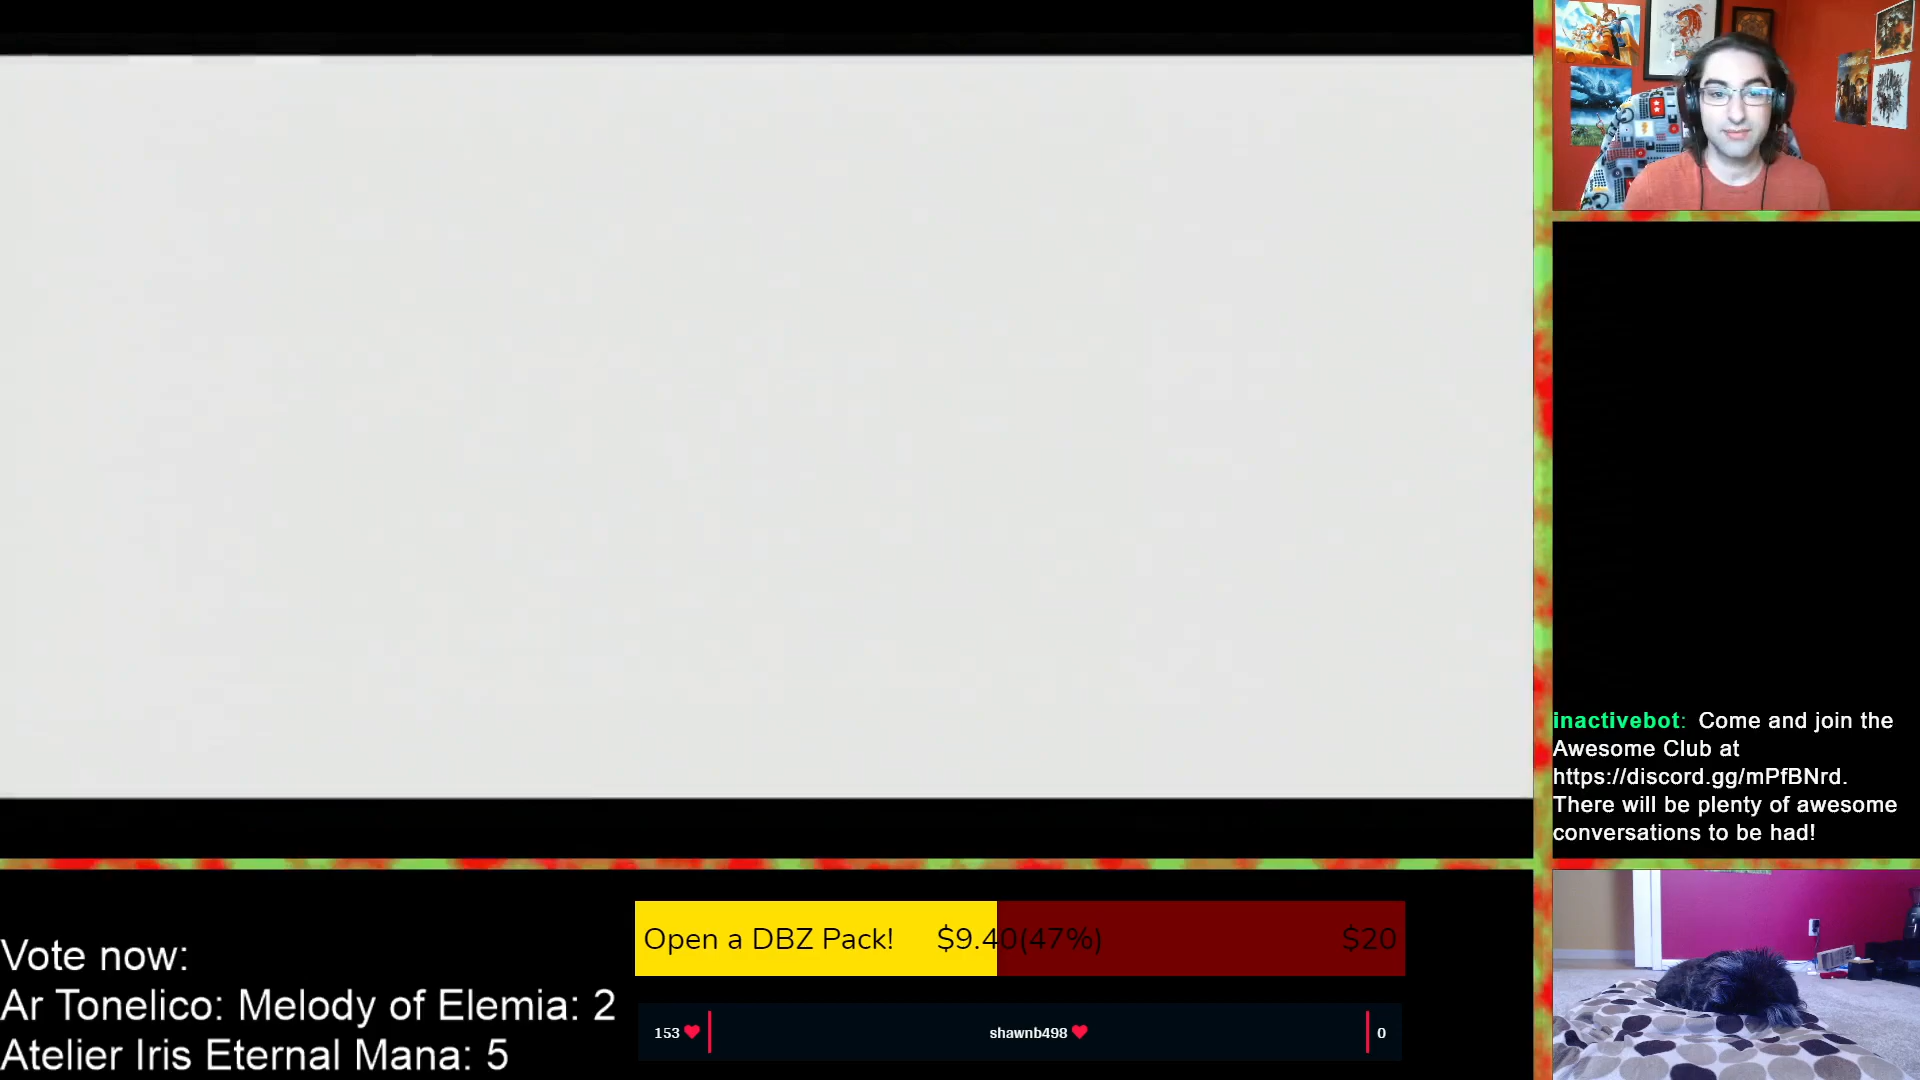 inactivebot: Come and join the
Awesome Club at
https://discord.gg/mPfBNrd.
There will be plenty of awesome
conversations to be had!
Vote now:
Ar Tonelico: Melody of Elemia: 2
Atelier Iris Eternal Mana: 5
Open a DBZ Pack! $9.40(47%) $20
153 shawnb498 0